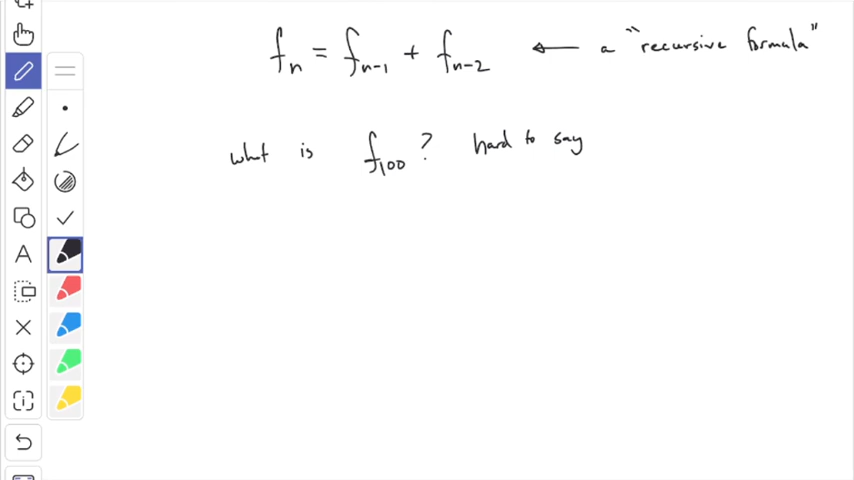 fₙ = fₙ₋₁ + fₙ₋₂ ← a "recursive formula"
what is f₁₀₀? hard to say
A